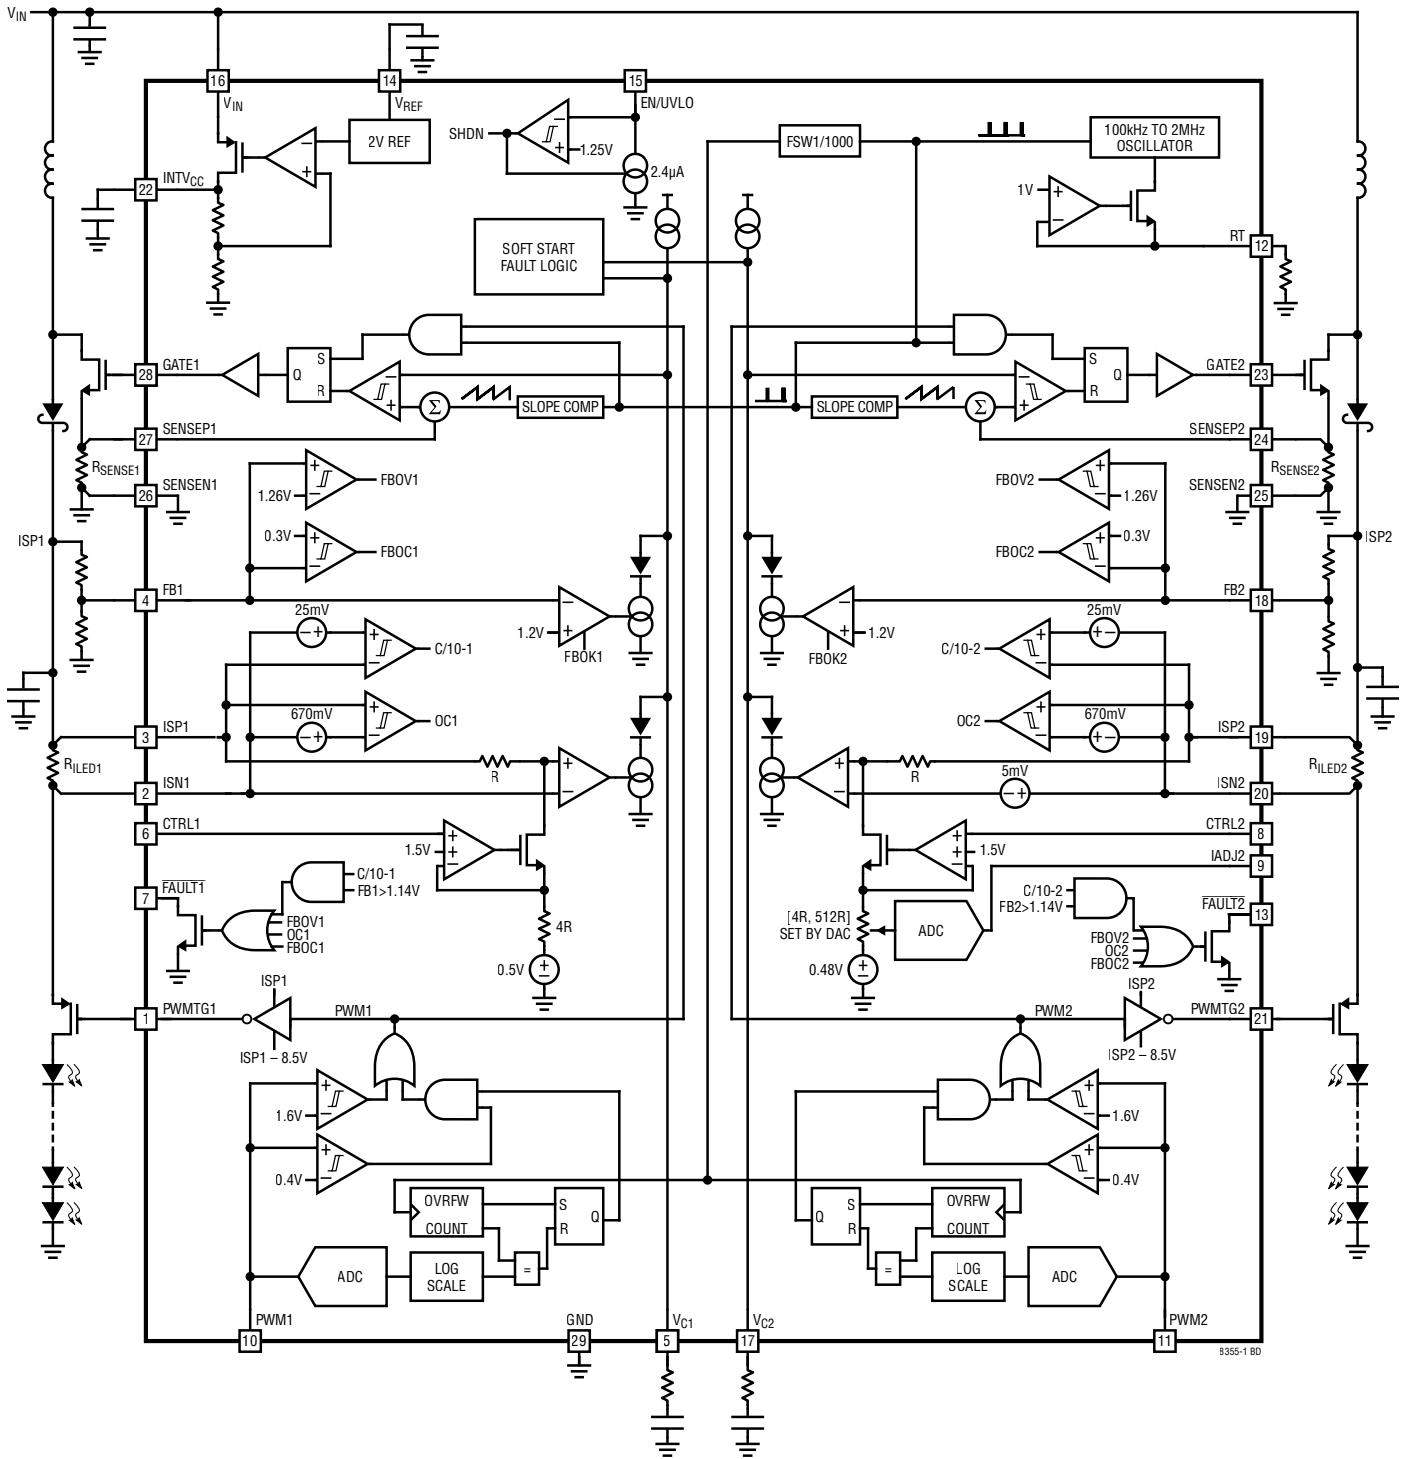 VIN
16
14
15
VIN
VREF
EN/UVLO
2V REF
SHDN
1.25V
2.4µA
FSW1/1000
100kHz TO 2MHz
OSCILLATOR
1V
22
INTVCC
RT
12
SOFT START
FAULT LOGIC
28
GATE1
Q
S
R
Σ
SLOPE COMP
SLOPE COMP
Σ
S
R
Q
GATE2
23
27
SENSEP1
SENSEP2
24
RSENSE1
26
SENSEN1
1.26V
FBOV1
FBOV2
1.26V
SENSEN2
25
RSENSE2
ISP1
0.3V
FBOC1
FBOC2
0.3V
ISP2
4
FB1
1.2V
FBOK1
1.2V
FBOK2
FB2
18
25mV
C/10-1
C/10-2
25mV
670mV
OC1
OC2
670mV
3
ISP1
ISP2
19
RILED1
R
R
5mV
RILED2
2
ISN1
ISN2
20
6
CTRL1
1.5V
1.5V
CTRL2
8
IADJ2
9
7
FAULT1
C/10-1
FB1>1.14V
FBOV1
OC1
FBOC1
4R
0.5V
[4R, 512R]
SET BY DAC
0.48V
ADC
C/10-2
FB2>1.14V
FBOV2
OC2
FBOC2
FAULT2
13
1
PWMTG1
ISP1
ISP1 – 8.5V
PWM1
PWM2
ISP2
ISP2 – 8.5V
PWMTG2
21
1.6V
0.4V
1.6V
0.4V
OVRFW
COUNT
S
R
Q
=
ADC
LOG
SCALE
Q
S
R
OVRFW
COUNT
=
LOG
SCALE
ADC
PWM1
10
GND
29
VC1
5
VC2
17
PWM2
11
8355-1 BD